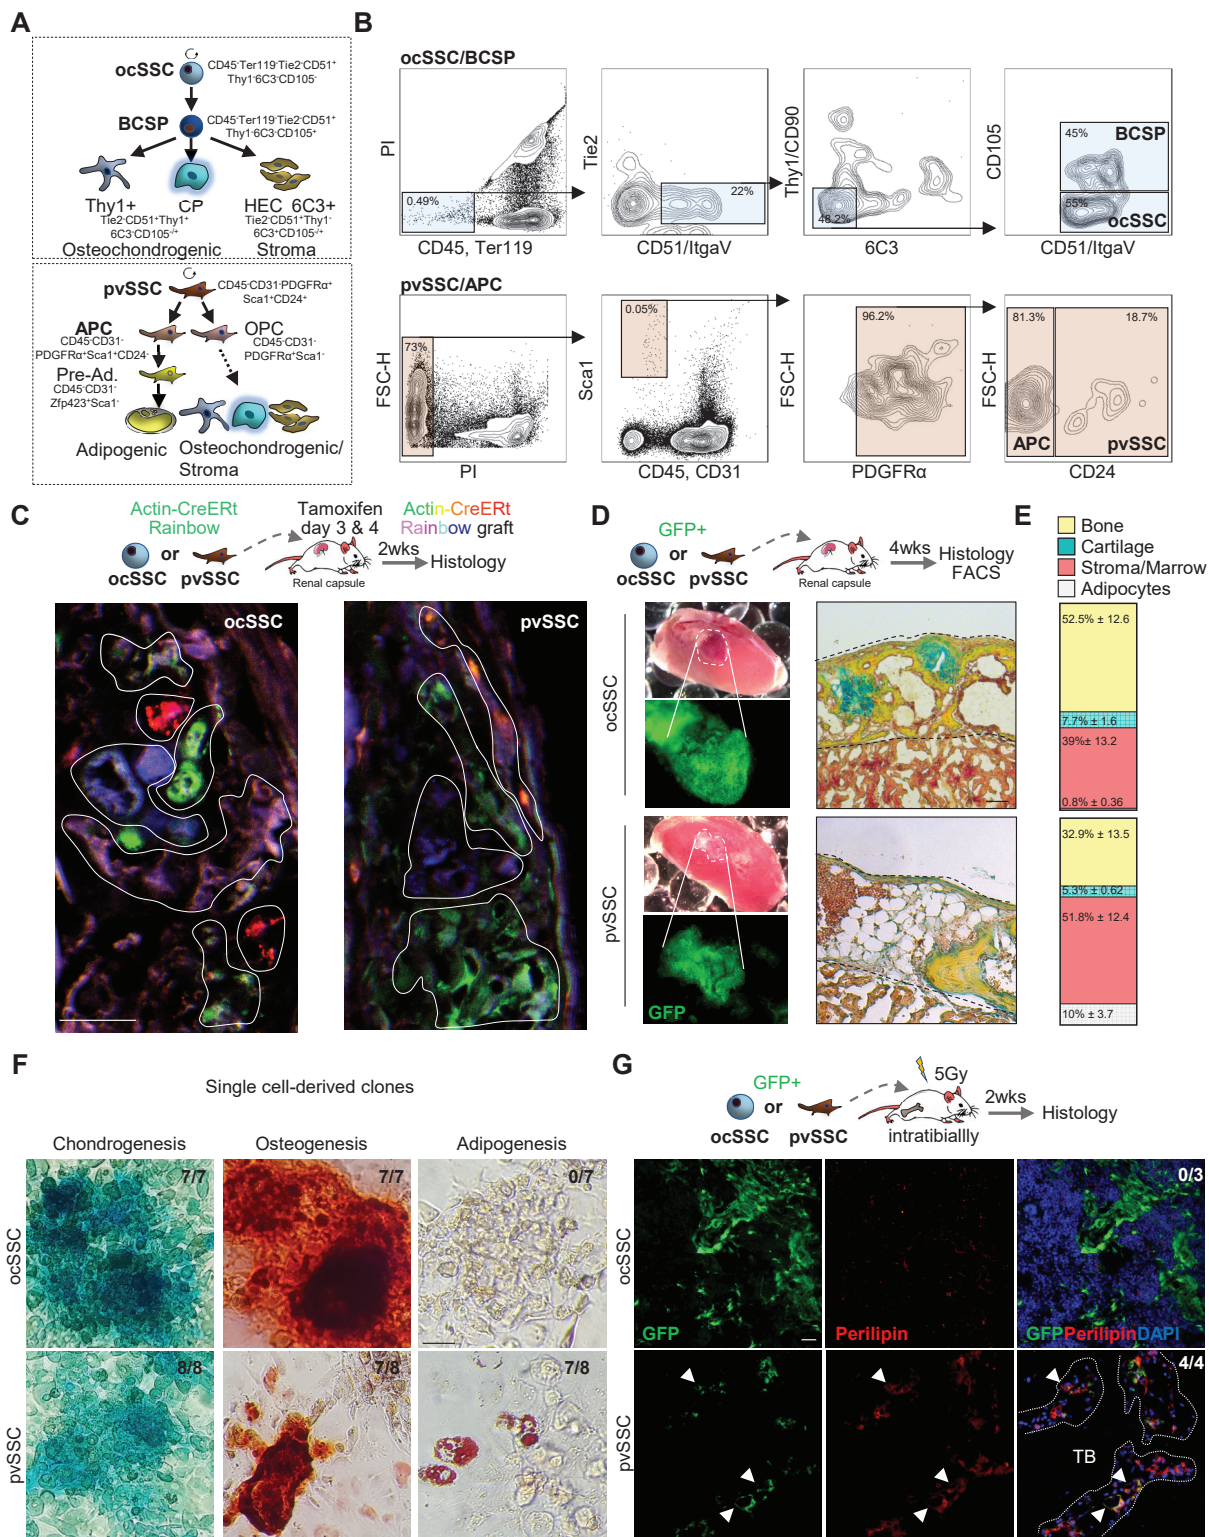 A
ocSSC
CD45-Ter119-Tie2-CD51+
Thy1-6C3-CD105-
BCSP
CD45-Ter119-Tie2-CD51+
Thy1-6C3-CD105+
Thy1+
CP
HEC 6C3+
Tie2-CD51+Thy1+
6C3-CD105-/+
Tie2-CD51+Thy1-
6C3+CD105-/+
Osteochondrogenic
Stroma
pvSSC
CD45-CD31-PDGFRα+
Sca1+CD24+
APC
CD45-CD31-
PDGFRα+Sca1+CD24-
OPC
CD45-CD31-
PDGFRα+Sca1-
Pre-Ad.
CD45-CD31-
Zfp423+Sca1-
Adipogenic
Osteochondrogenic/
Stroma
B
ocSSC/BCSP
PI
0.49%
CD45, Ter119
Tie2
22%
CD51/ItgaV
Thy1/CD90
48.2%
6C3
CD105
45%
BCSP
55%
ocSSC
CD51/ItgaV
pvSSC/APC
FSC-H
73%
PI
Sca1
0.05%
CD45, CD31
FSC-H
96.2%
PDGFRα
FSC-H
81.3%
18.7%
APC
pvSSC
CD24
C
Actin-CreERt
Rainbow
ocSSC
or
pvSSC
Tamoxifen
day 3 & 4
Renal capsule
2wks
Actin-CreERt
Rainbow graft
Histology
ocSSC
pvSSC
D
GFP+
or
ocSSC pvSSC
Renal capsule
4wks
Histology
FACS
ocSSC
pvSSC
GFP
E
Bone
Cartilage
Stroma/Marrow
Adipocytes
52.5% ± 12.6
7.7% ± 1.6
39%± 13.2
0.8% ± 0.36
32.9% ± 13.5
5.3% ± 0.62
51.8% ± 12.4
10% ± 3.7
F
Single cell-derived clones
Chondrogenesis
Osteogenesis
Adipogenesis
ocSSC
7/7
7/7
0/7
pvSSC
8/8
7/8
7/8
G
GFP+
or
ocSSC pvSSC
5Gy
intratibiallly
2wks
Histology
ocSSC
GFP
Perilipin
0/3
GFPPerilipinDAPI
pvSSC
4/4
TB